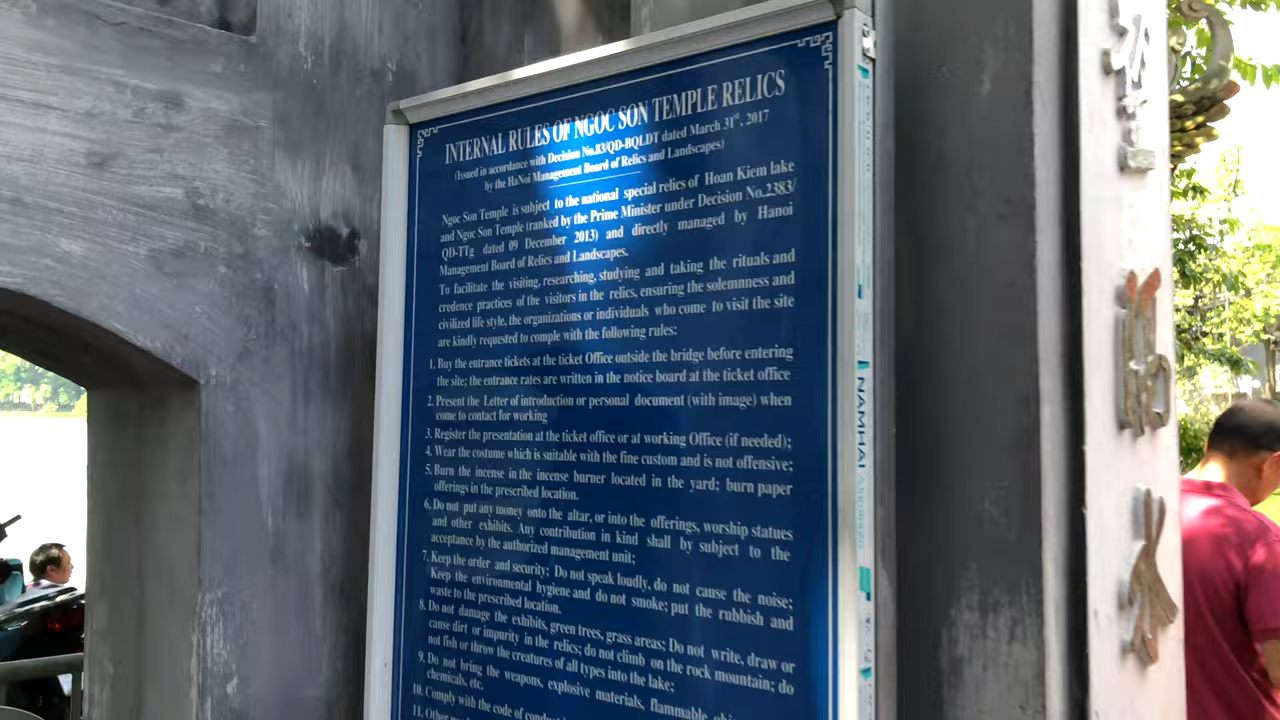 INTERNAL RULES OF NGOC SON TEMPLE RELICS
(Issued in accordance with Decision No.83/QD-BQLDT dated March 31st, 2017
by the HaNoi Management Board of Relics and Landscapes)
Ngoc Son Temple is subject to the national special relics of Hoan Kiem lake
and Ngoc Son Temple (ranked by the Prime Minister under Decision No.2383/
QD-TTg dated 09 December 2013) and directly managed by Hanoi
Management Board of Relics and Landscapes.
To facilitate the visiting, researching, studying and taking the rituals and
credence practices of the visitors in the relics, ensuring the solemnness and
civilized life style, the organizations or individuals who come to visit the site
are kindly requested to comple with the following rules:
1. Buy the entrance tickets at the ticket Office outside the bridge before entering
the site; the entrance rates are written in the notice board at the ticket office
2. Present the Letter of introduction or personal document (with image) when
come to contact for working
3. Register the presentation at the ticket office or at working Office (if needed);
4. Wear the costume which is suitable with the fine custom and is not offensive;
5. Burn the incense in the incense burner located in the yard; burn paper
offerings in the prescribed location.
6. Do not put any money onto the altar, or into the offerings, worship statues
and other exhibits. Any contribution in kind shall by subject to the
acceptance by the authorized management unit;
7. Keep the order and security; Do not speak loudly, do not cause the noise;
Keep the environmental hygiene and do not smoke; put the rubbish and
waste to the prescribed location.
8. Do not damage the exhibits, green trees, grass areas; Do not write, draw or
cause dirt or impurity in the relics; do not climb on the rock mountain; do
not fish or throw the creatures of all types into the lake;
9. Do not bring the weapons, explosive materials, flammable
chemicals, etc.
10. Comply with the code of conduct
11. Other
NAMHAI Aluminium